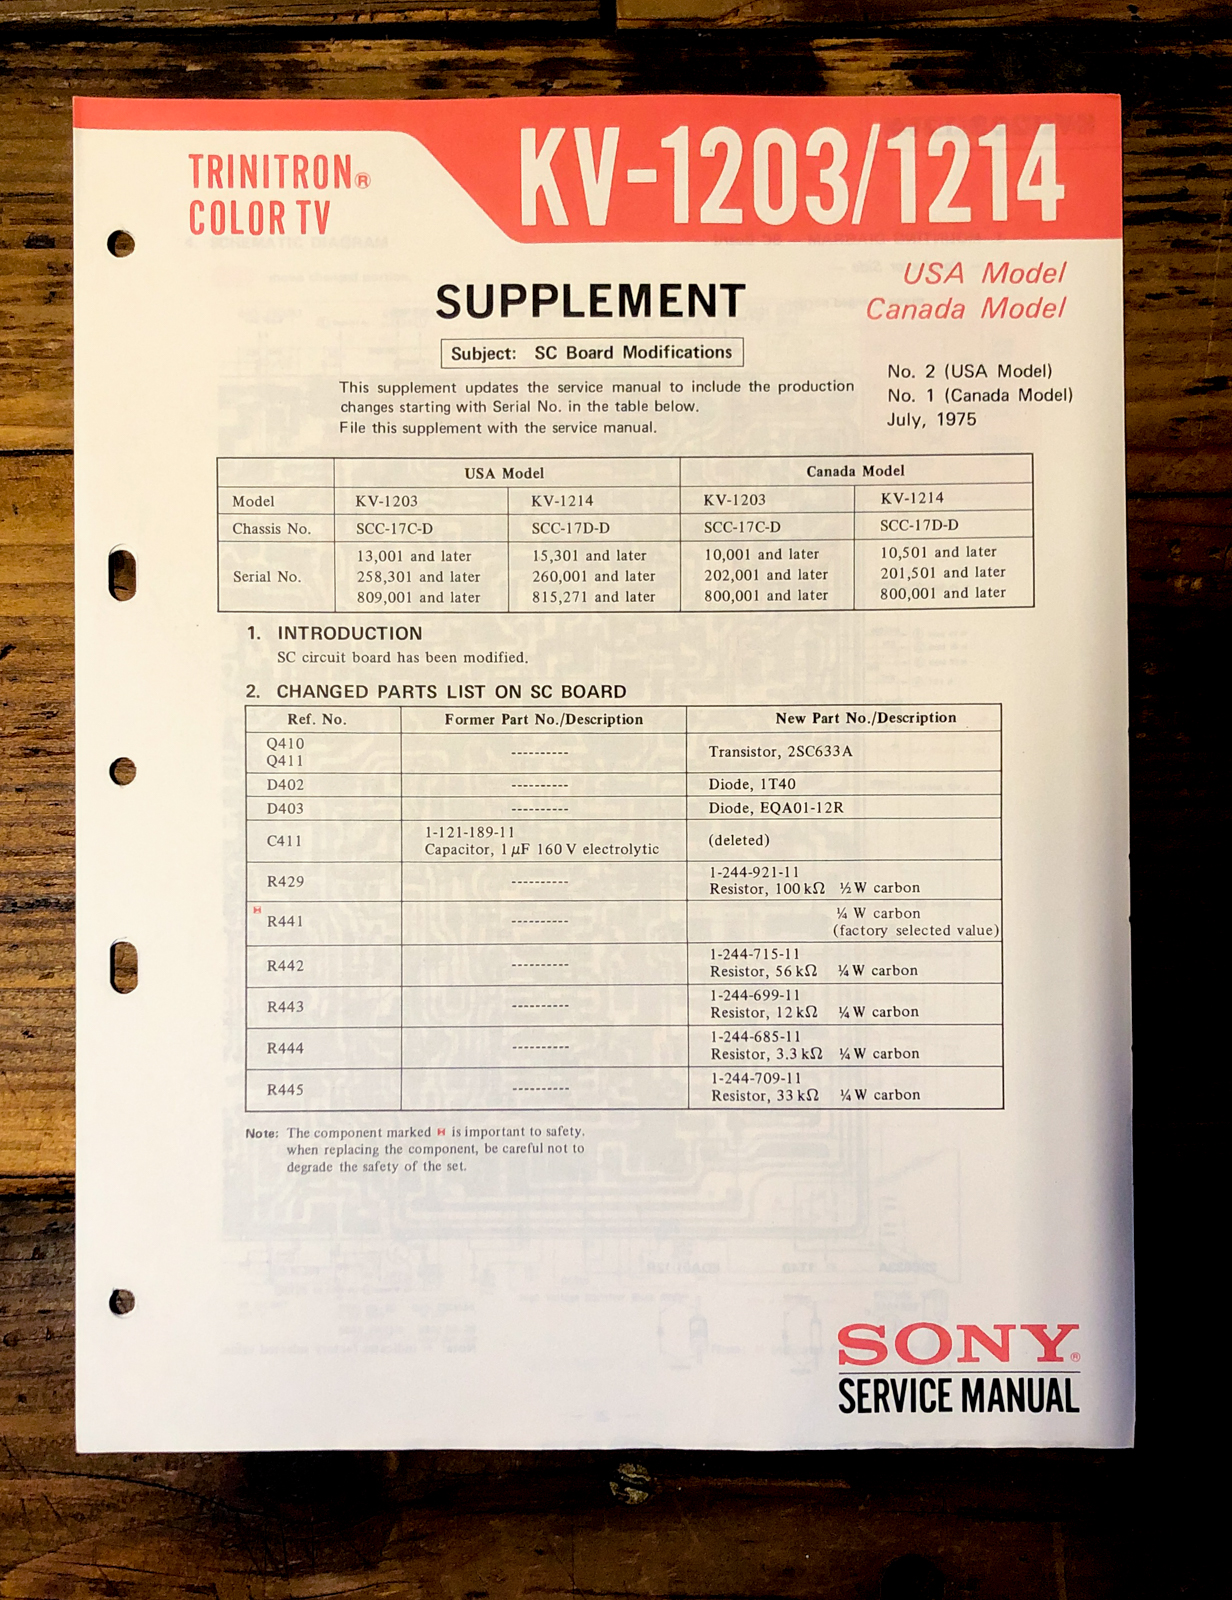 TRINITRON®
COLOR TV
KV-1203/1214
USA Model
Canada Model
SUPPLEMENT
Subject: SC Board Modifications
No. 2 (USA Model)
No. 1 (Canada Model)
July, 1975
This supplement updates the service manual to include the production
changes starting with Serial No. in the table below.
File this supplement with the service manual.
USA Model Canada Model
Model KV-1203 KV-1214 KV-1203 KV-1214
Chassis No. SCC-17C-D SCC-17D-D SCC-17C-D SCC-17D-D
Serial No.
13,001 and later 15,301 and later 10,001 and later 10,501 and later
258,301 and later 260,001 and later 202,001 and later 201,501 and later
809,001 and later 815,271 and later 800,001 and later 800,001 and later
1. INTRODUCTION
SC circuit board has been modified.
2. CHANGED PARTS LIST ON SC BOARD
Ref. No. Former Part No./Description New Part No./Description
Q410
Q411
---------- Transistor, 2SC633A
D402 ---------- Diode, 1T40
D403 ---------- Diode, EQA01-12R
C411
1-121-189-11
Capacitor, 1 µF 160 V electrolytic
(deleted)
R429 ----------
1-244-921-11
Resistor, 100 kΩ ½ W carbon
R441 ----------
¼ W carbon
(factory selected value)
R442 ----------
1-244-715-11
Resistor, 56 kΩ ¼ W carbon
R443 ----------
1-244-699-11
Resistor, 12 kΩ ¼ W carbon
R444 ----------
1-244-685-11
Resistor, 3.3 kΩ ¼ W carbon
R445 ----------
1-244-709-11
Resistor, 33 kΩ ¼ W carbon
Note: The component marked is important to safety.
when replacing the component, be careful not to
degrade the safety of the set.
SONY®
SERVICE MANUAL